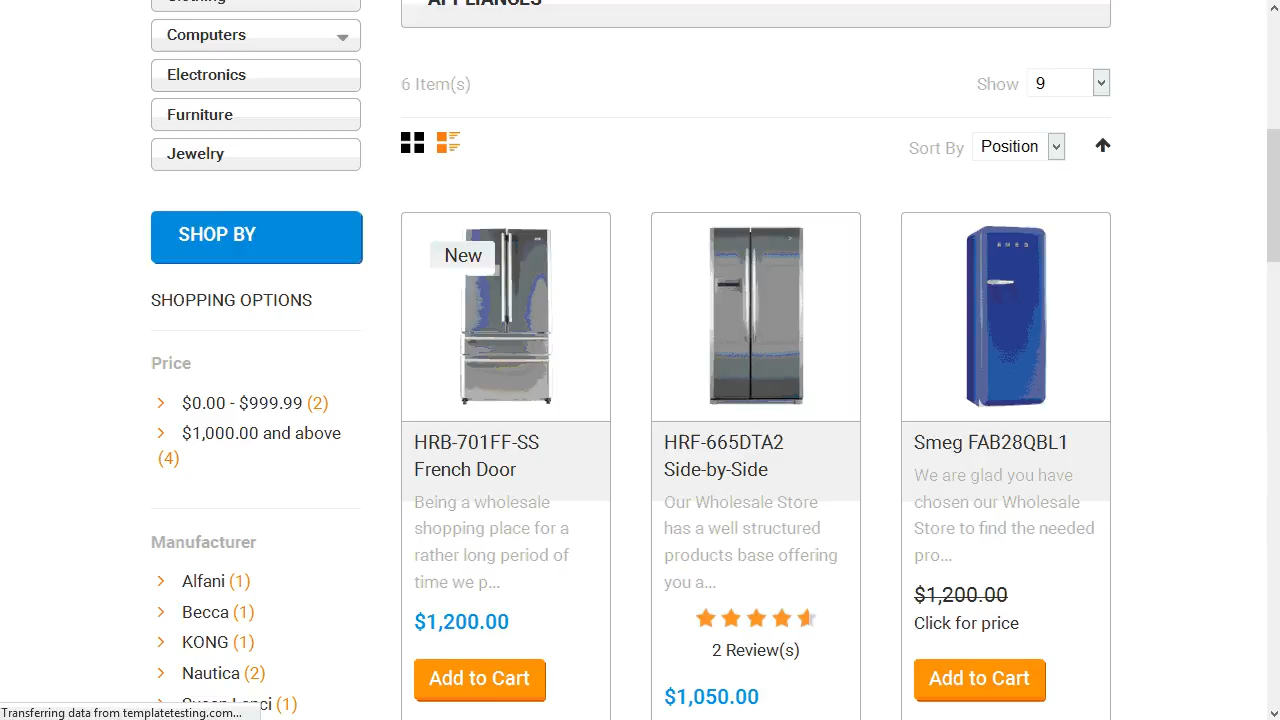 Clothing
Computers
Electronics
Furniture
Jewelry
SHOP BY
SHOPPING OPTIONS
Price
$0.00 - $999.99 (2)
$1,000.00 and above
(4)
Manufacturer
Alfani (1)
Becca (1)
KONG (1)
Nautica (2)
Susan Lanci (1)
APPLIANCES
6 Item(s)
Show 9
Sort By Position
New
HRB-701FF-SS
French Door
Being a wholesale
shopping place for a
rather long period of
time we p...
$1,200.00
Add to Cart
HRF-665DTA2
Side-by-Side
Our Wholesale Store
has a well structured
products base offering
you a...
2 Review(s)
$1,050.00
SMEG
Smeg FAB28QBL1
We are glad you have
chosen our Wholesale
Store to find the needed
pro...
$1,200.00
Click for price
Add to Cart
Transferring data from templatetesting.com...